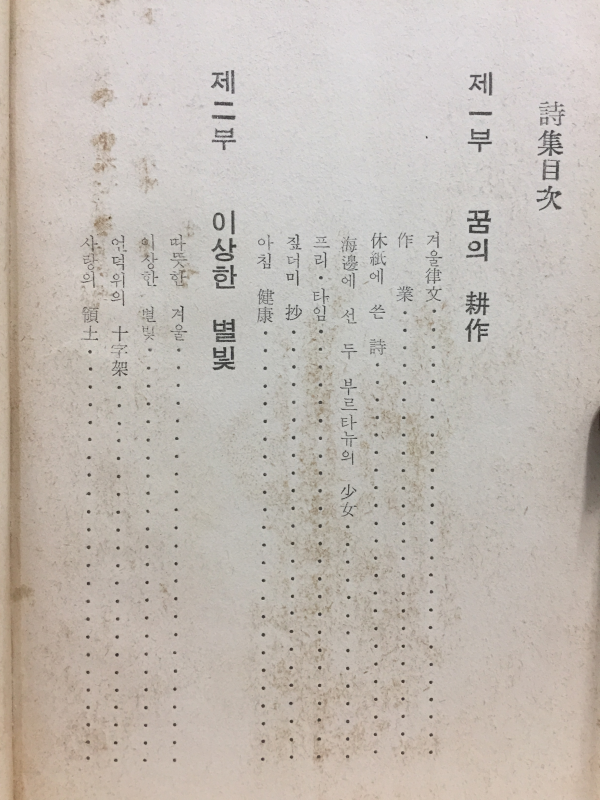 詩集目次
제一부 꿈의 耕作
겨울律文
作業
休紙에 쓴 詩
海邊에 선 두 부르타뉴의 少女
프리·타임
짚더미 抄
아침 健康
제二부 이상한 별빛
따뜻한 겨울
이상한 별빛
언덕위의 十字架
사랑의 領土